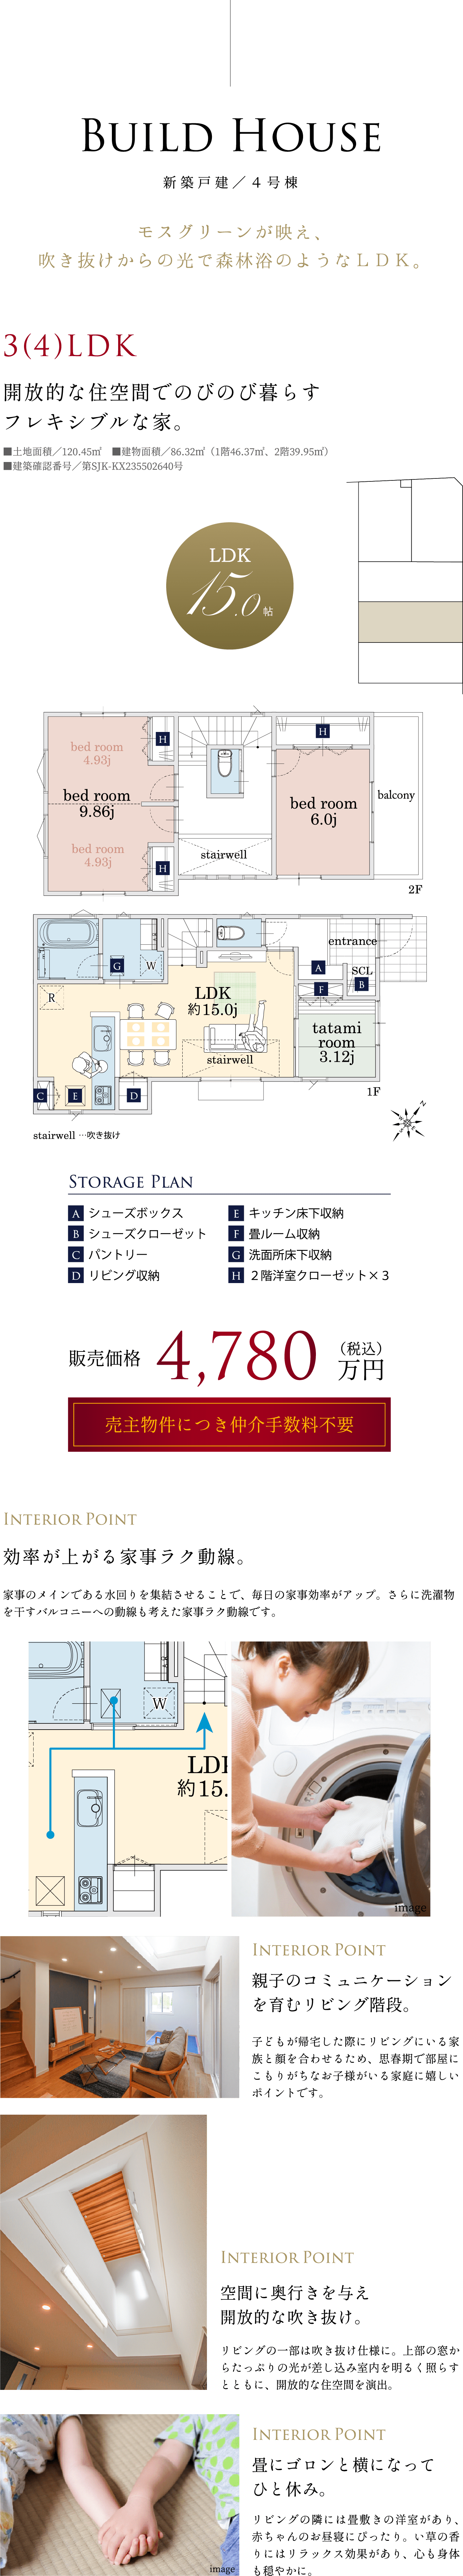 BUILD HOUSE
新築戸建／４号棟
モスグリーンが映え、
吹き抜けからの光で森林浴のようなＬＤＫ。
3(4)LDK
開放的な住空間でのびのび暮らす
フレキシブルな家。
■土地面積／120.45㎡　■建物面積／86.32㎡（1階46.37㎡、2階39.95㎡）
■建築確認番号／第SJK-KX235502640号
LDK
15.0帖
bed room
4.93j
bed room
9.86j
bed room
4.93j
H
H
H
stairwell
bed room
6.0j
balcony
2F
entrance
G
W
R
LDK
約15.0j
stairwell
A
F
SCL
B
tatami
room
3.12j
C
E
D
1F
stairwell …吹き抜け
N
W
E
S
STORAGE PLAN
A シューズボックス
B シューズクローゼット
C パントリー
D リビング収納
E キッチン床下収納
F 畳ルーム収納
G 洗面所床下収納
H ２階洋室クローゼット×３
販売価格 4,780 （税込）
万円
売主物件につき仲介手数料不要
INTERIOR POINT
効率が上がる家事ラク動線。
家事のメインである水回りを集結させることで、毎日の家事効率がアップ。さらに洗濯物
を干すバルコニーへの動線も考えた家事ラク動線です。
W
LDK
約15.
image
INTERIOR POINT
親子のコミュニケーション
を育むリビング階段。
子どもが帰宅した際にリビングにいる家
族と顔を合わせるため、思春期で部屋に
こもりがちなお子様がいる家庭に嬉しい
ポイントです。
INTERIOR POINT
空間に奥行きを与え
開放的な吹き抜け。
リビングの一部は吹き抜け仕様に。上部の窓か
らたっぷりの光が差し込み室内を明るく照らす
とともに、開放的な住空間を演出。
INTERIOR POINT
畳にゴロンと横になって
ひと休み。
リビングの隣には畳敷きの洋室があり、
赤ちゃんのお昼寝にぴったり。い草の香
りにはリラックス効果があり、心も身体
も穏やかに。
image